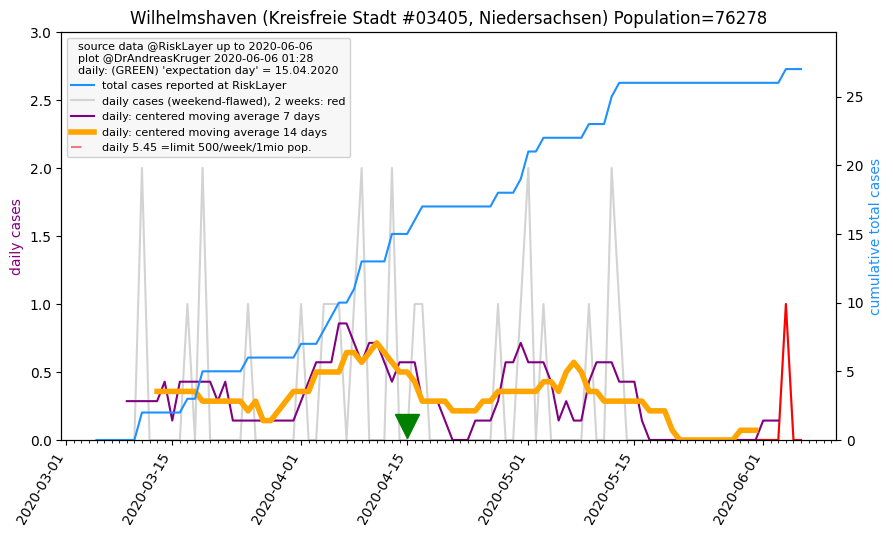 Wilhelmshaven (Kreisfreie Stadt #03405, Niedersachsen) Population=76278
source data @RiskLayer up to 2020-06-06
plot @DrAndreasKruger 2020-06-06 01:28
daily: (GREEN) 'expectation day' = 15.04.2020
total cases reported at RiskLayer
daily cases (weekend-flawed), 2 weeks: red
daily: centered moving average 7 days
daily: centered moving average 14 days
daily 5.45 =limit 500/week/1mio pop.
daily cases
3.0
2.5
2.0
1.5
1.0
0.5
0.0
cumulative total cases
25
20
15
10
5
0
2020-03-01
2020-03-15
2020-04-01
2020-04-15
2020-05-01
2020-05-15
2020-06-01